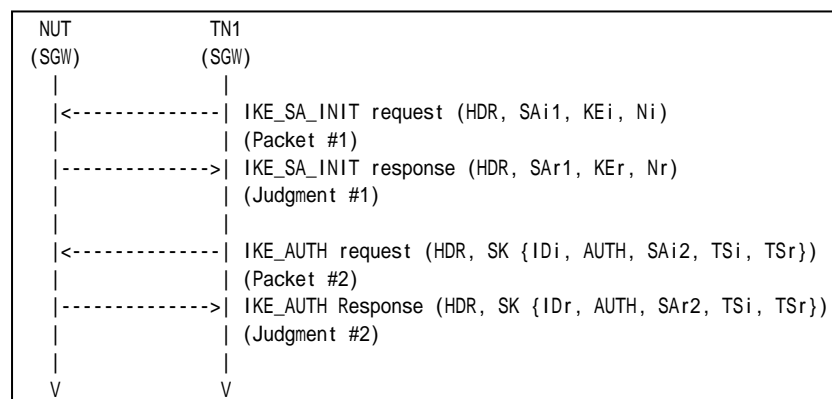 NUT TN1
(SGW) (SGW)
| |
|<--------------| IKE_SA_INIT request (HDR, SAi1, KEi, Ni)
| | (Packet #1)
|-------------->| IKE_SA_INIT response (HDR, SAr1, KEr, Nr)
| | (Judgment #1)
| |
|<--------------| IKE_AUTH request (HDR, SK {IDi, AUTH, SAi2, TSi, TSr})
| | (Packet #2)
|-------------->| IKE_AUTH Response (HDR, SK {IDr, AUTH, SAr2, TSi, TSr})
| | (Judgment #2)
| |
V V